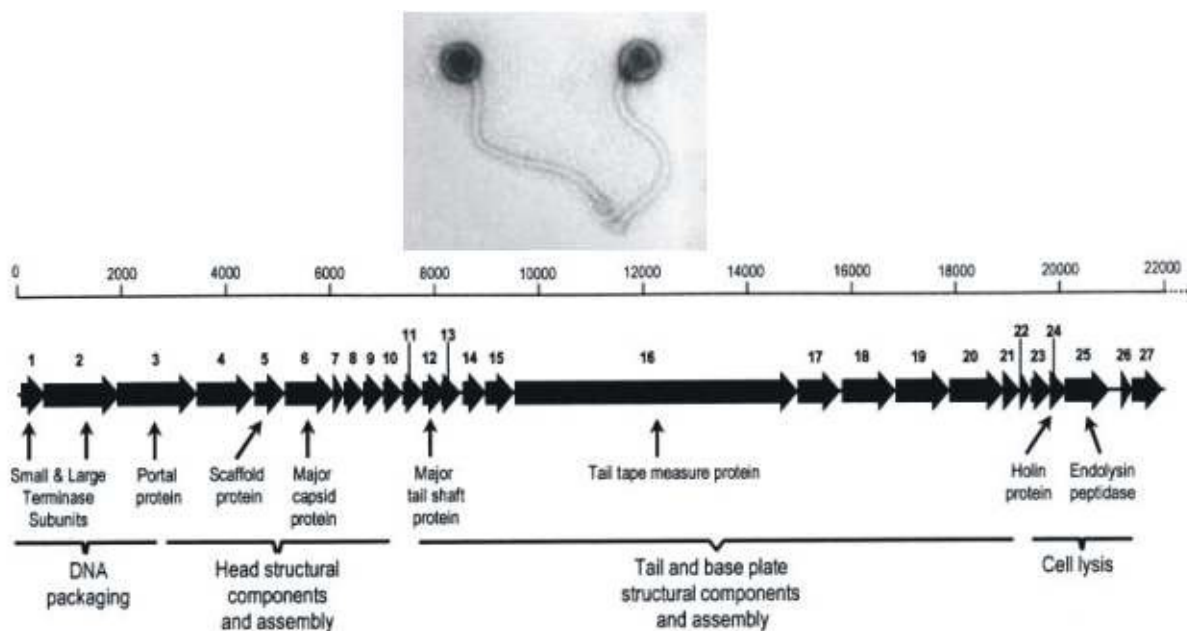 0 2000 4000 6000 8000 10000 12000 14000 16000 18000 20000 22000
11 13 22 24
1 2 3 4 5 6 7 8 9 10 12 14 15 16 17 18 19 20 21 23 25 26 27
Small & Large
Terminase
Subunits
Portal
protein
Scaffold
protein
Major
capsid
protein
Major
tail shaft
protein
Tail tape measure protein
Holin
protein
Endolysin
peptidase
DNA
packaging
Head structural
components
and assembly
Tail and base plate
structural components
and assembly
Cell lysis